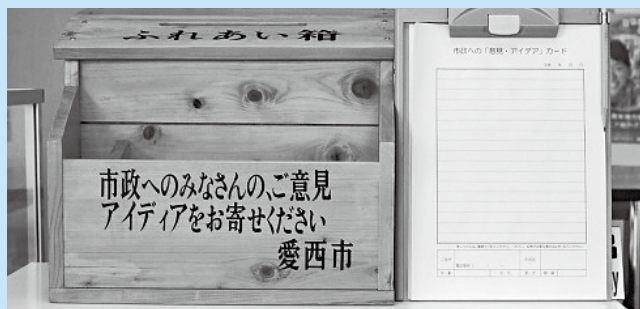 ふれあい箱
市政へのみなさんの、ご意見
アイディアをお寄せください
愛西市
市政への「意見・アイデア」カード